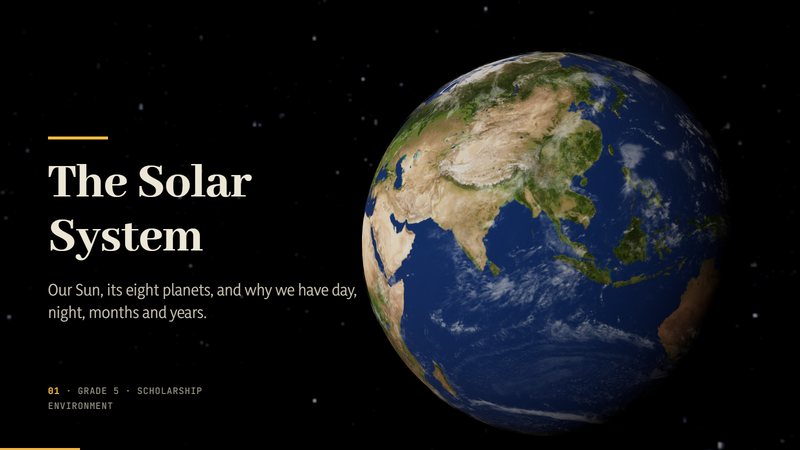 The Solar
System
Our Sun, its eight planets, and why we have day,
night, months and years.
01 · GRADE 5 · SCHOLARSHIP
ENVIRONMENT